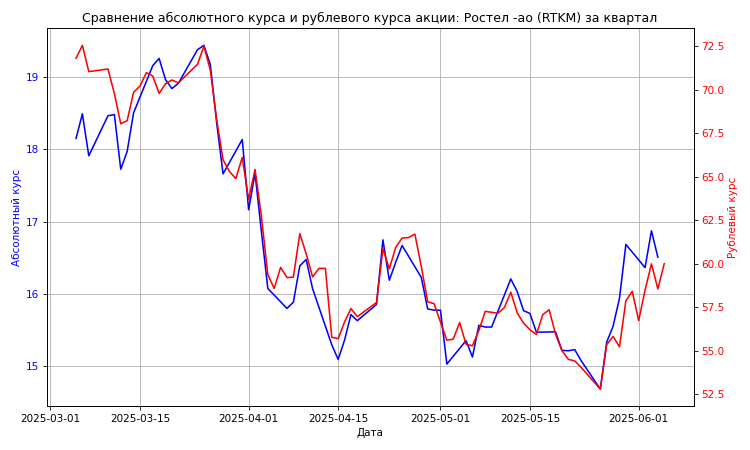 Сравнение абсолютного курса и рублевого курса акции: Ростел -ао (RTKM) за квартал
Абсолютный курс
19
18
17
16
15
72.5
70.0
67.5
65.0
62.5
60.0
57.5
55.0
52.5
Рублевый курс
2025-03-01 2025-03-15 2025-04-01 2025-04-15 2025-05-01 2025-05-15 2025-06-01
Дата